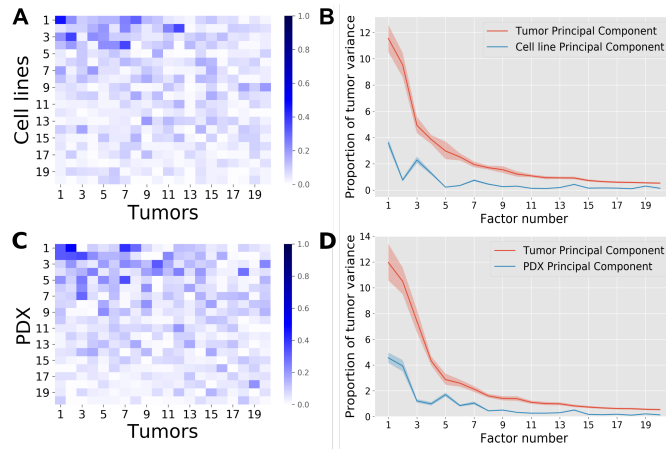 A
Cell lines
1
3
5
7
9
11
13
15
17
19
1 3 5 7 9 11 13 15 17 19
Tumors
1.0
0.8
0.6
0.4
0.2
0.0
B
Proportion of tumor variance
12
10
8
6
4
2
0
Tumor Principal Component
Cell line Principal Component
1 3 5 7 9 11 13 15 17 19
Factor number
C
PDX
1
3
5
7
9
11
13
15
17
19
1 3 5 7 9 11 13 15 17 19
Tumors
1.0
0.8
0.6
0.4
0.2
0.0
D
Proportion of tumor variance
14
12
10
8
6
4
2
0
Tumor Principal Component
PDX Principal Component
1 3 5 7 9 11 13 15 17 19
Factor number